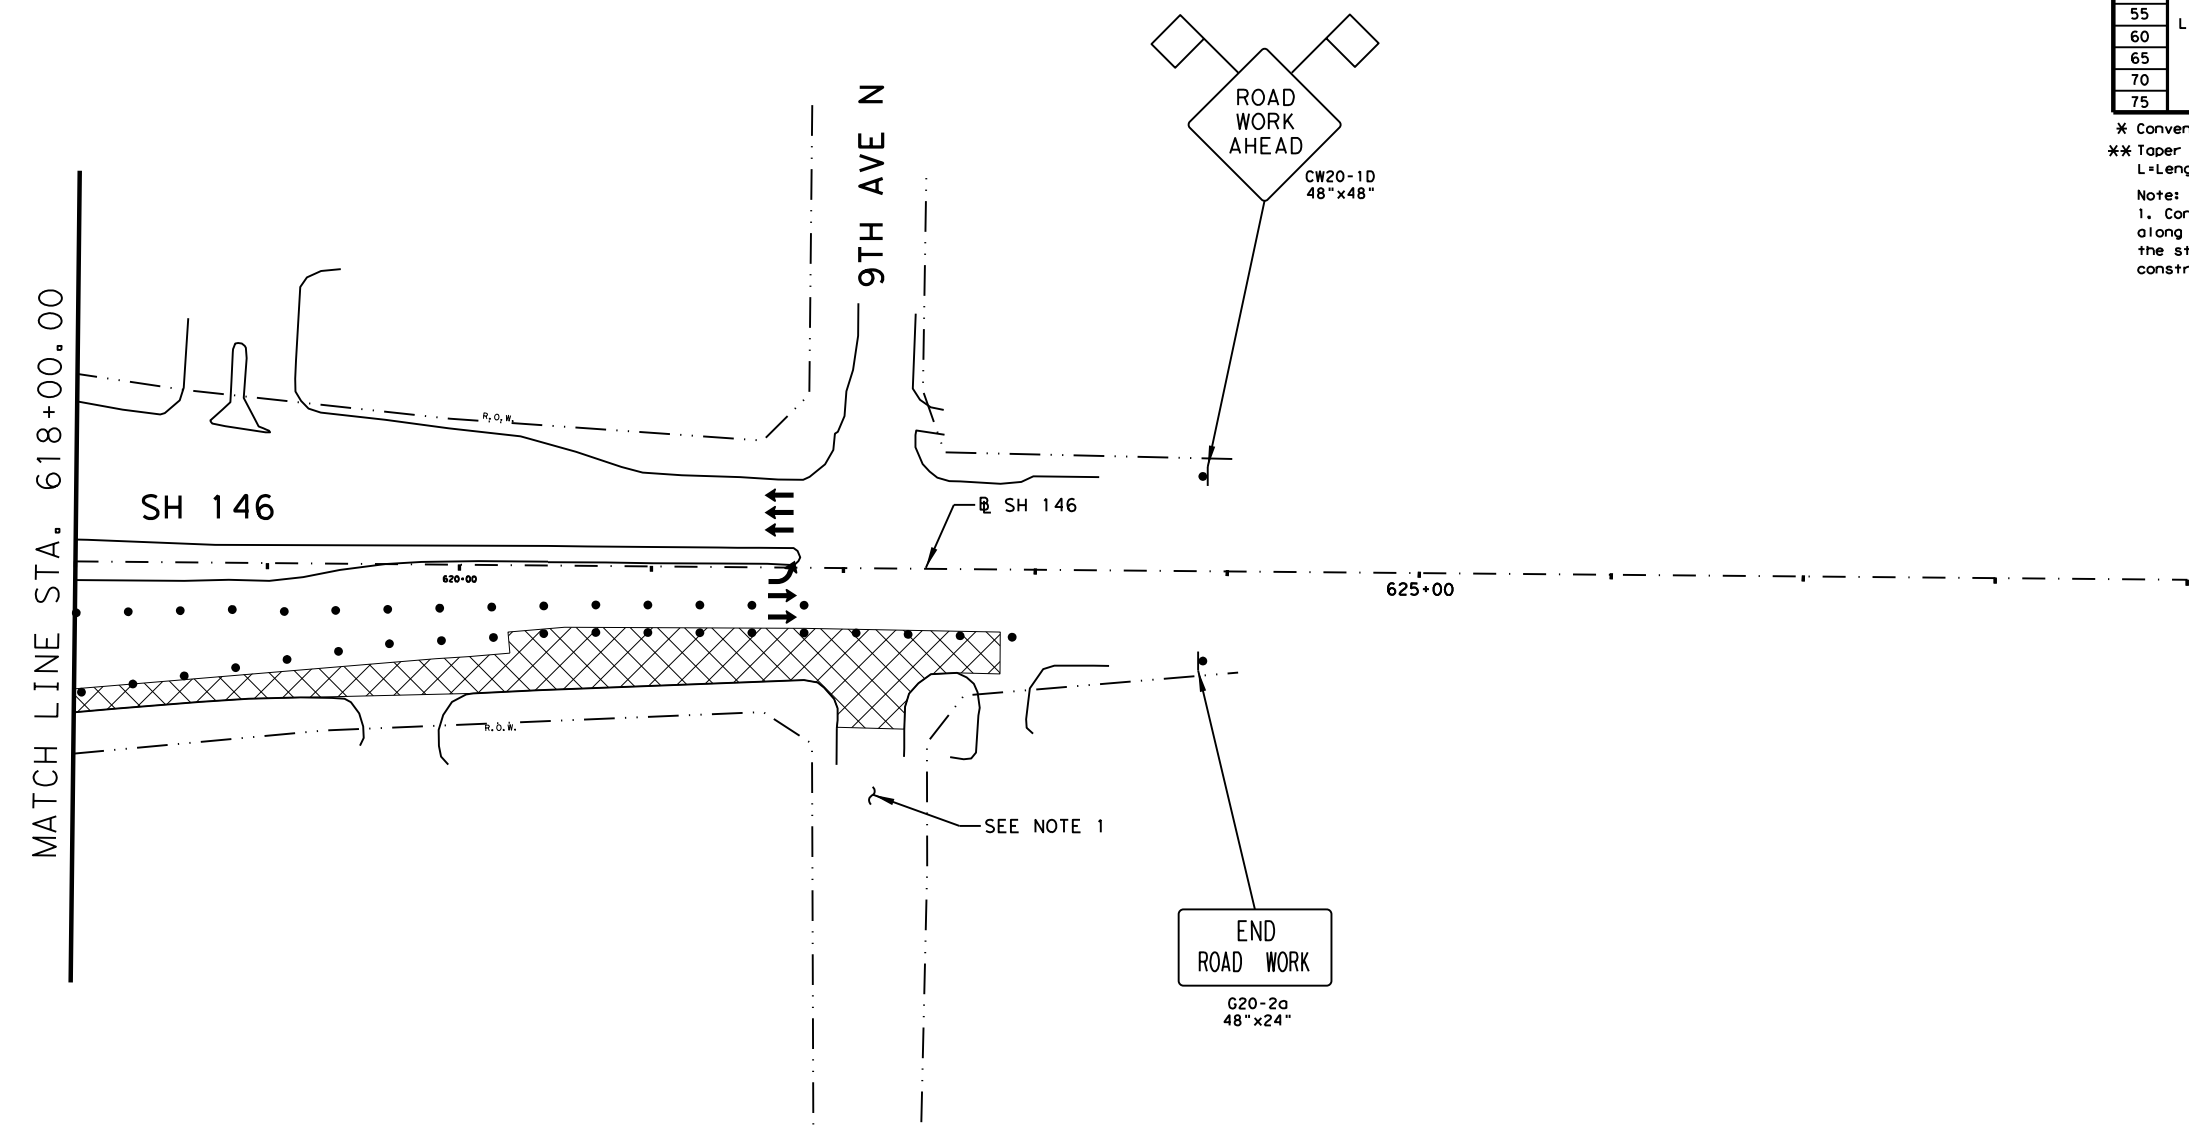 55
L
60
65
70
75
* Conven
** Taper
L=Leng
Note:
1. Con
along
the st
constr
ROAD
WORK
AHEAD
CW20-1D
48"x48"
9TH AVE N
MATCH LINE STA. 618+00.00
R.O.W.
SH 146
BL SH 146
620+00
625+00
R.O.W.
SEE NOTE 1
END
ROAD WORK
G20-2a
48"x24"